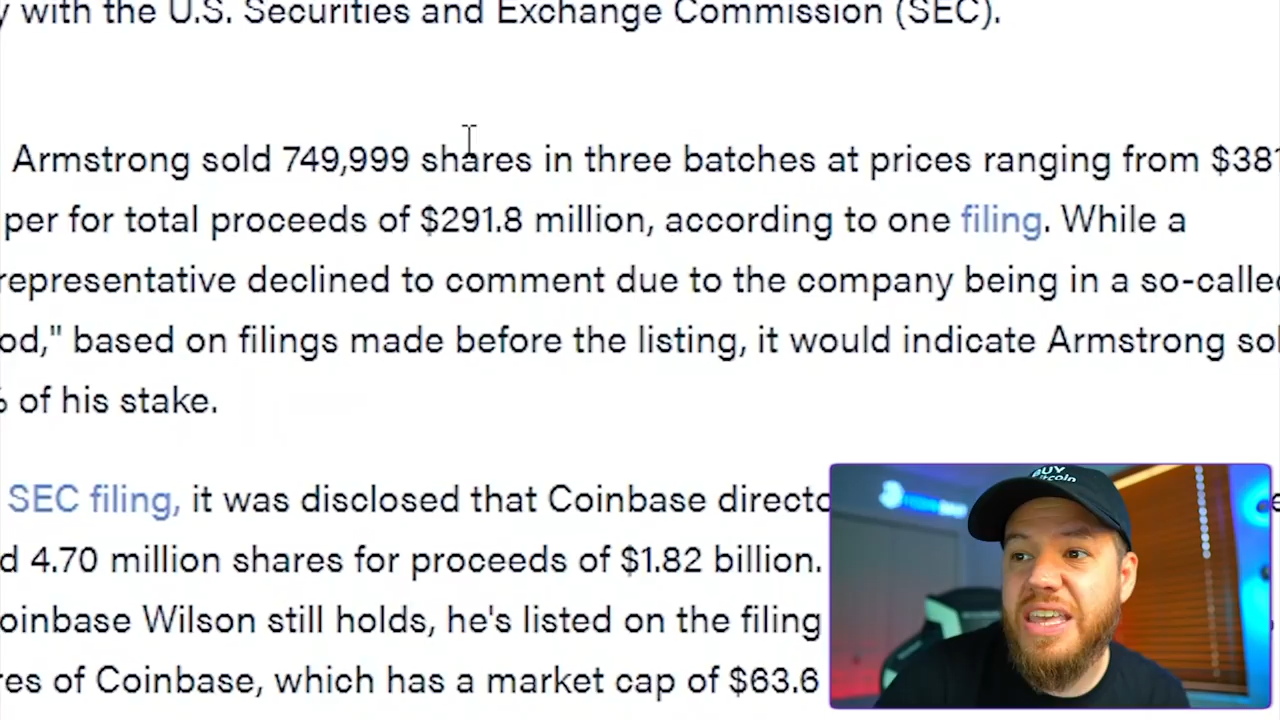 with the U.S. Securities and Exchange Commission (SEC).
Armstrong sold 749,999 shares in three batches at prices ranging from $381
per for total proceeds of $291.8 million, according to one filing. While a
representative declined to comment due to the company being in a so-called
od," based on filings made before the listing, it would indicate Armstrong sol
% of his stake.
SEC filing, it was disclosed that Coinbase directo
d 4.70 million shares for proceeds of $1.82 billion.
oinbase Wilson still holds, he's listed on the filing
res of Coinbase, which has a market cap of $63.6
BUY
itcoin